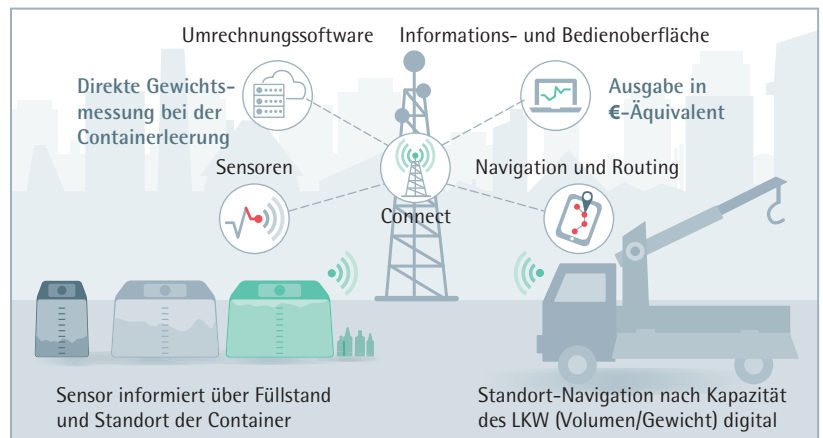 Umrechnungssoftware
Informations- und Bedienoberfläche
Direkte Gewichts-
messung bei der
Containerleerung
Ausgabe in
€-Äquivalent
Sensoren
Navigation und Routing
Connect
Sensor informiert über Füllstand
und Standort der Container
Standort-Navigation nach Kapazität
des LKW (Volumen/Gewicht) digital